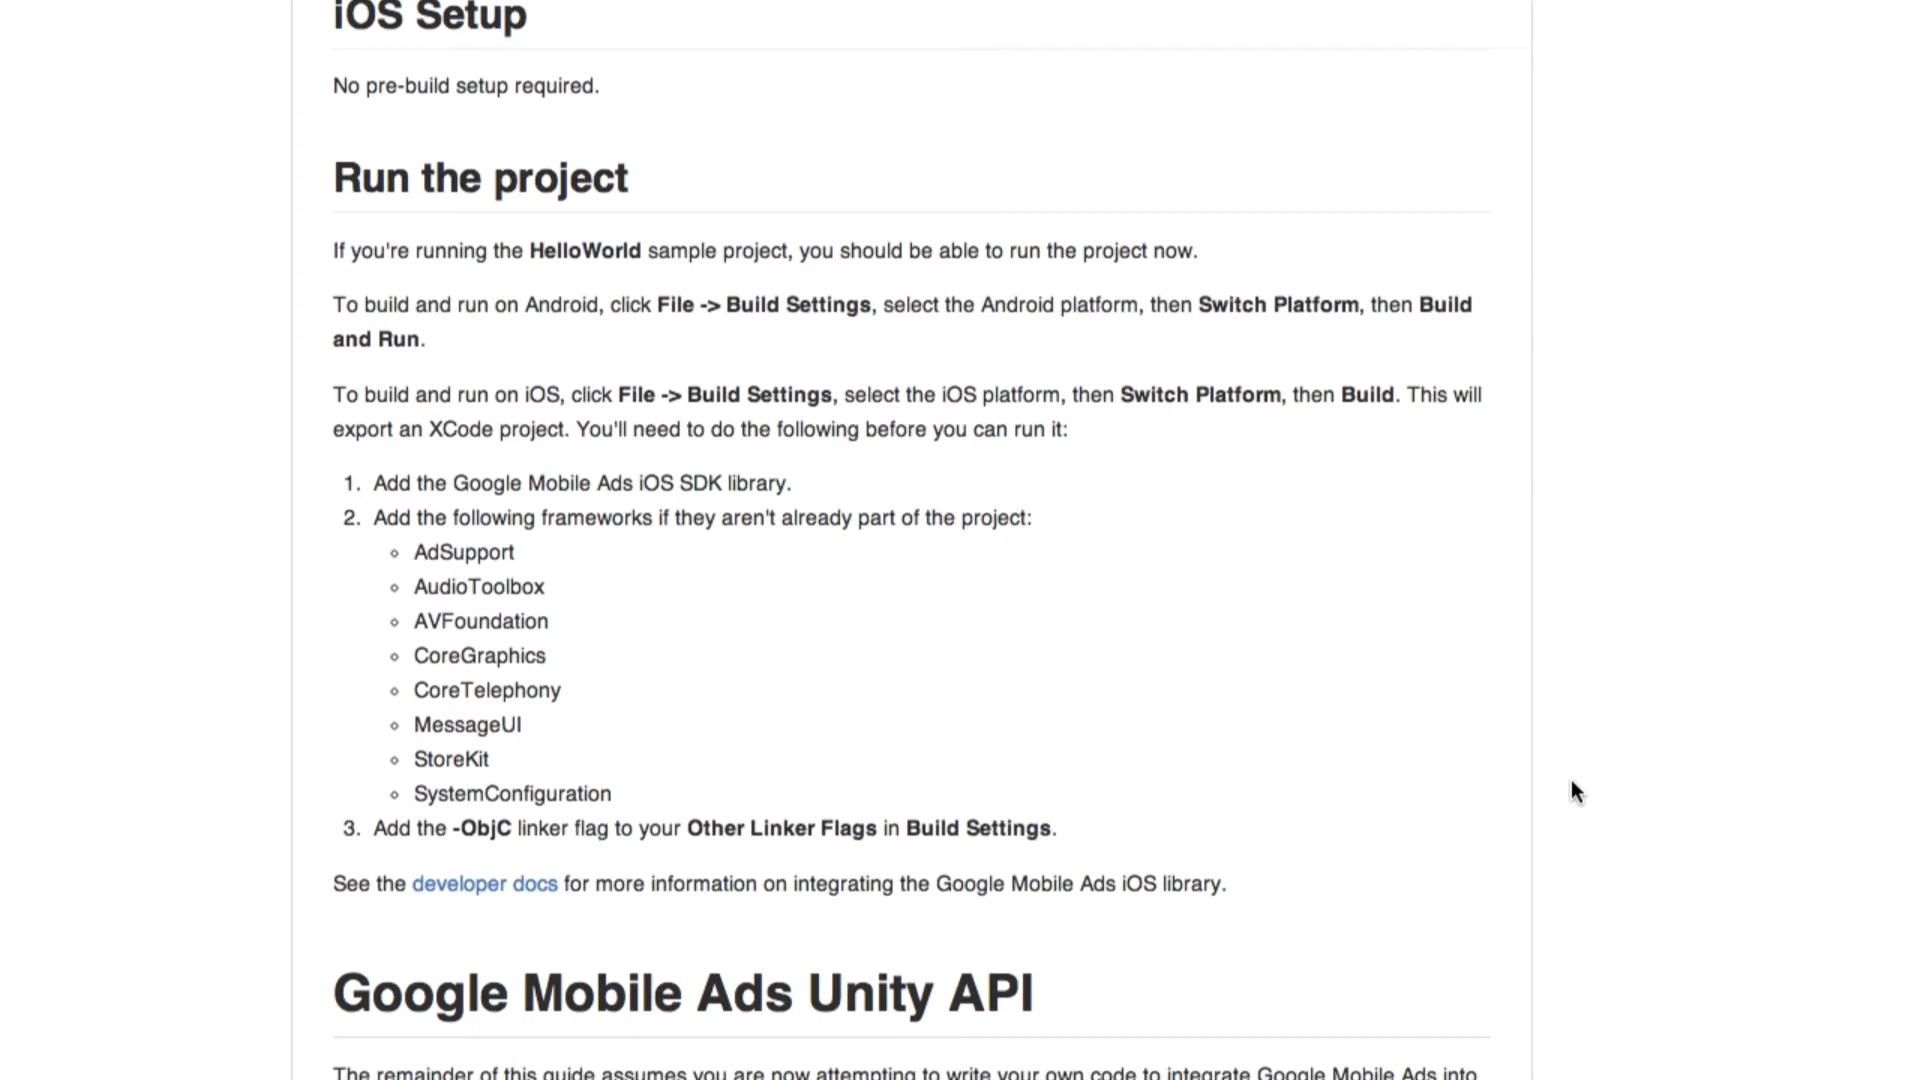 iOS Setup
No pre-build setup required.
Run the project
If you're running the HelloWorld sample project, you should be able to run the project now.
To build and run on Android, click File -> Build Settings, select the Android platform, then Switch Platform, then Build
and Run.
To build and run on iOS, click File -> Build Settings, select the iOS platform, then Switch Platform, then Build. This will
export an XCode project. You'll need to do the following before you can run it:
1. Add the Google Mobile Ads iOS SDK library.
2. Add the following frameworks if they aren't already part of the project:
AdSupport
AudioToolbox
AVFoundation
CoreGraphics
CoreTelephony
MessageUI
StoreKit
SystemConfiguration
3. Add the -ObjC linker flag to your Other Linker Flags in Build Settings.
See the developer docs for more information on integrating the Google Mobile Ads iOS library.
Google Mobile Ads Unity API
The remainder of this guide assumes you are now attempting to write your own code to integrate Google Mobile Ads into